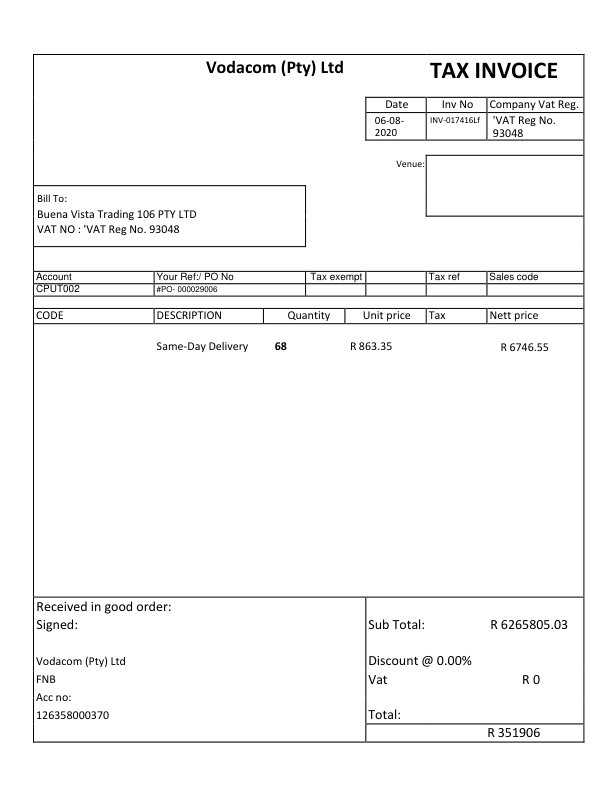 Vodacom (Pty) Ltd
TAX INVOICE
Date Inv No Company Vat Reg.
06-08-2020 INV-017416Lf 'VAT Reg No. 93048
Venue:
Bill To:
Buena Vista Trading 106 PTY LTD
VAT NO : 'VAT Reg No. 93048
Account Your Ref:/ PO No Tax exempt Tax ref Sales code
CPUT002 #PO- 000029006
CODE DESCRIPTION Quantity Unit price Tax Nett price
Same-Day Delivery 68 R 863.35 R 6746.55
Received in good order:
Signed:
Sub Total: R 6265805.03
Vodacom (Pty) Ltd
Discount @ 0.00%
FNB
Vat R 0
Acc no:
126358000370
Total:
R 351906